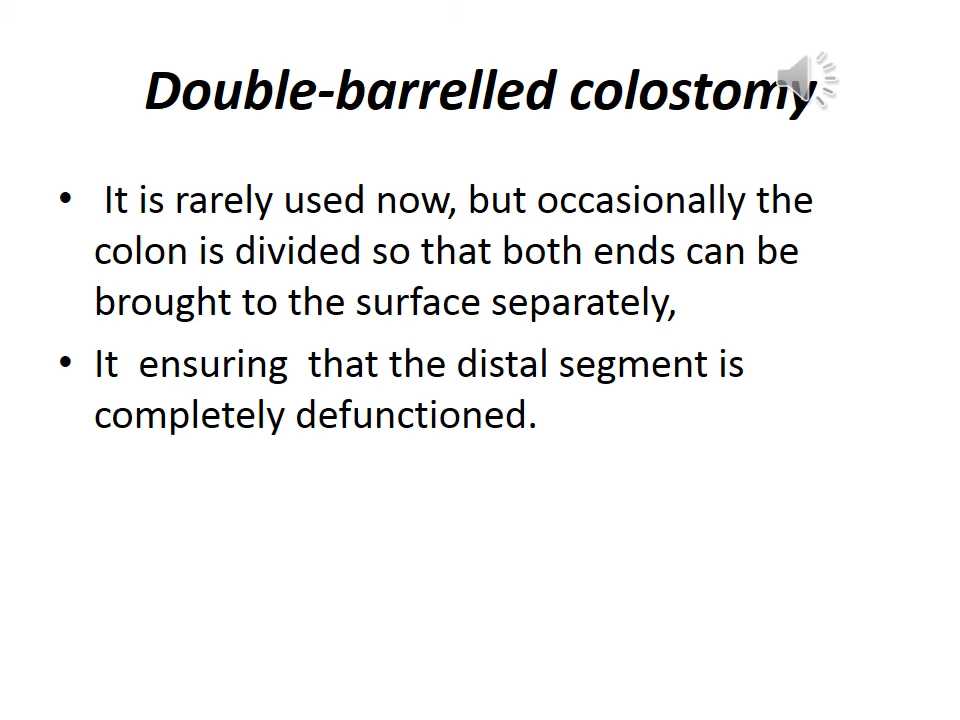 Double-barrelled colostomy
• It is rarely used now, but occasionally the
colon is divided so that both ends can be
brought to the surface separately,
• It ensuring that the distal segment is
completely defunctioned.